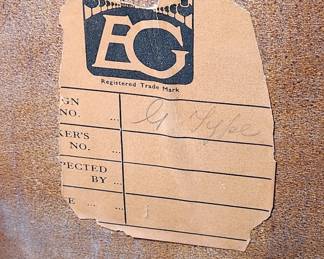 EG
Registered Trade Mark
GN
NO. ... G Type
KER'S
NO. ...
PECTED
BY ...
E ...